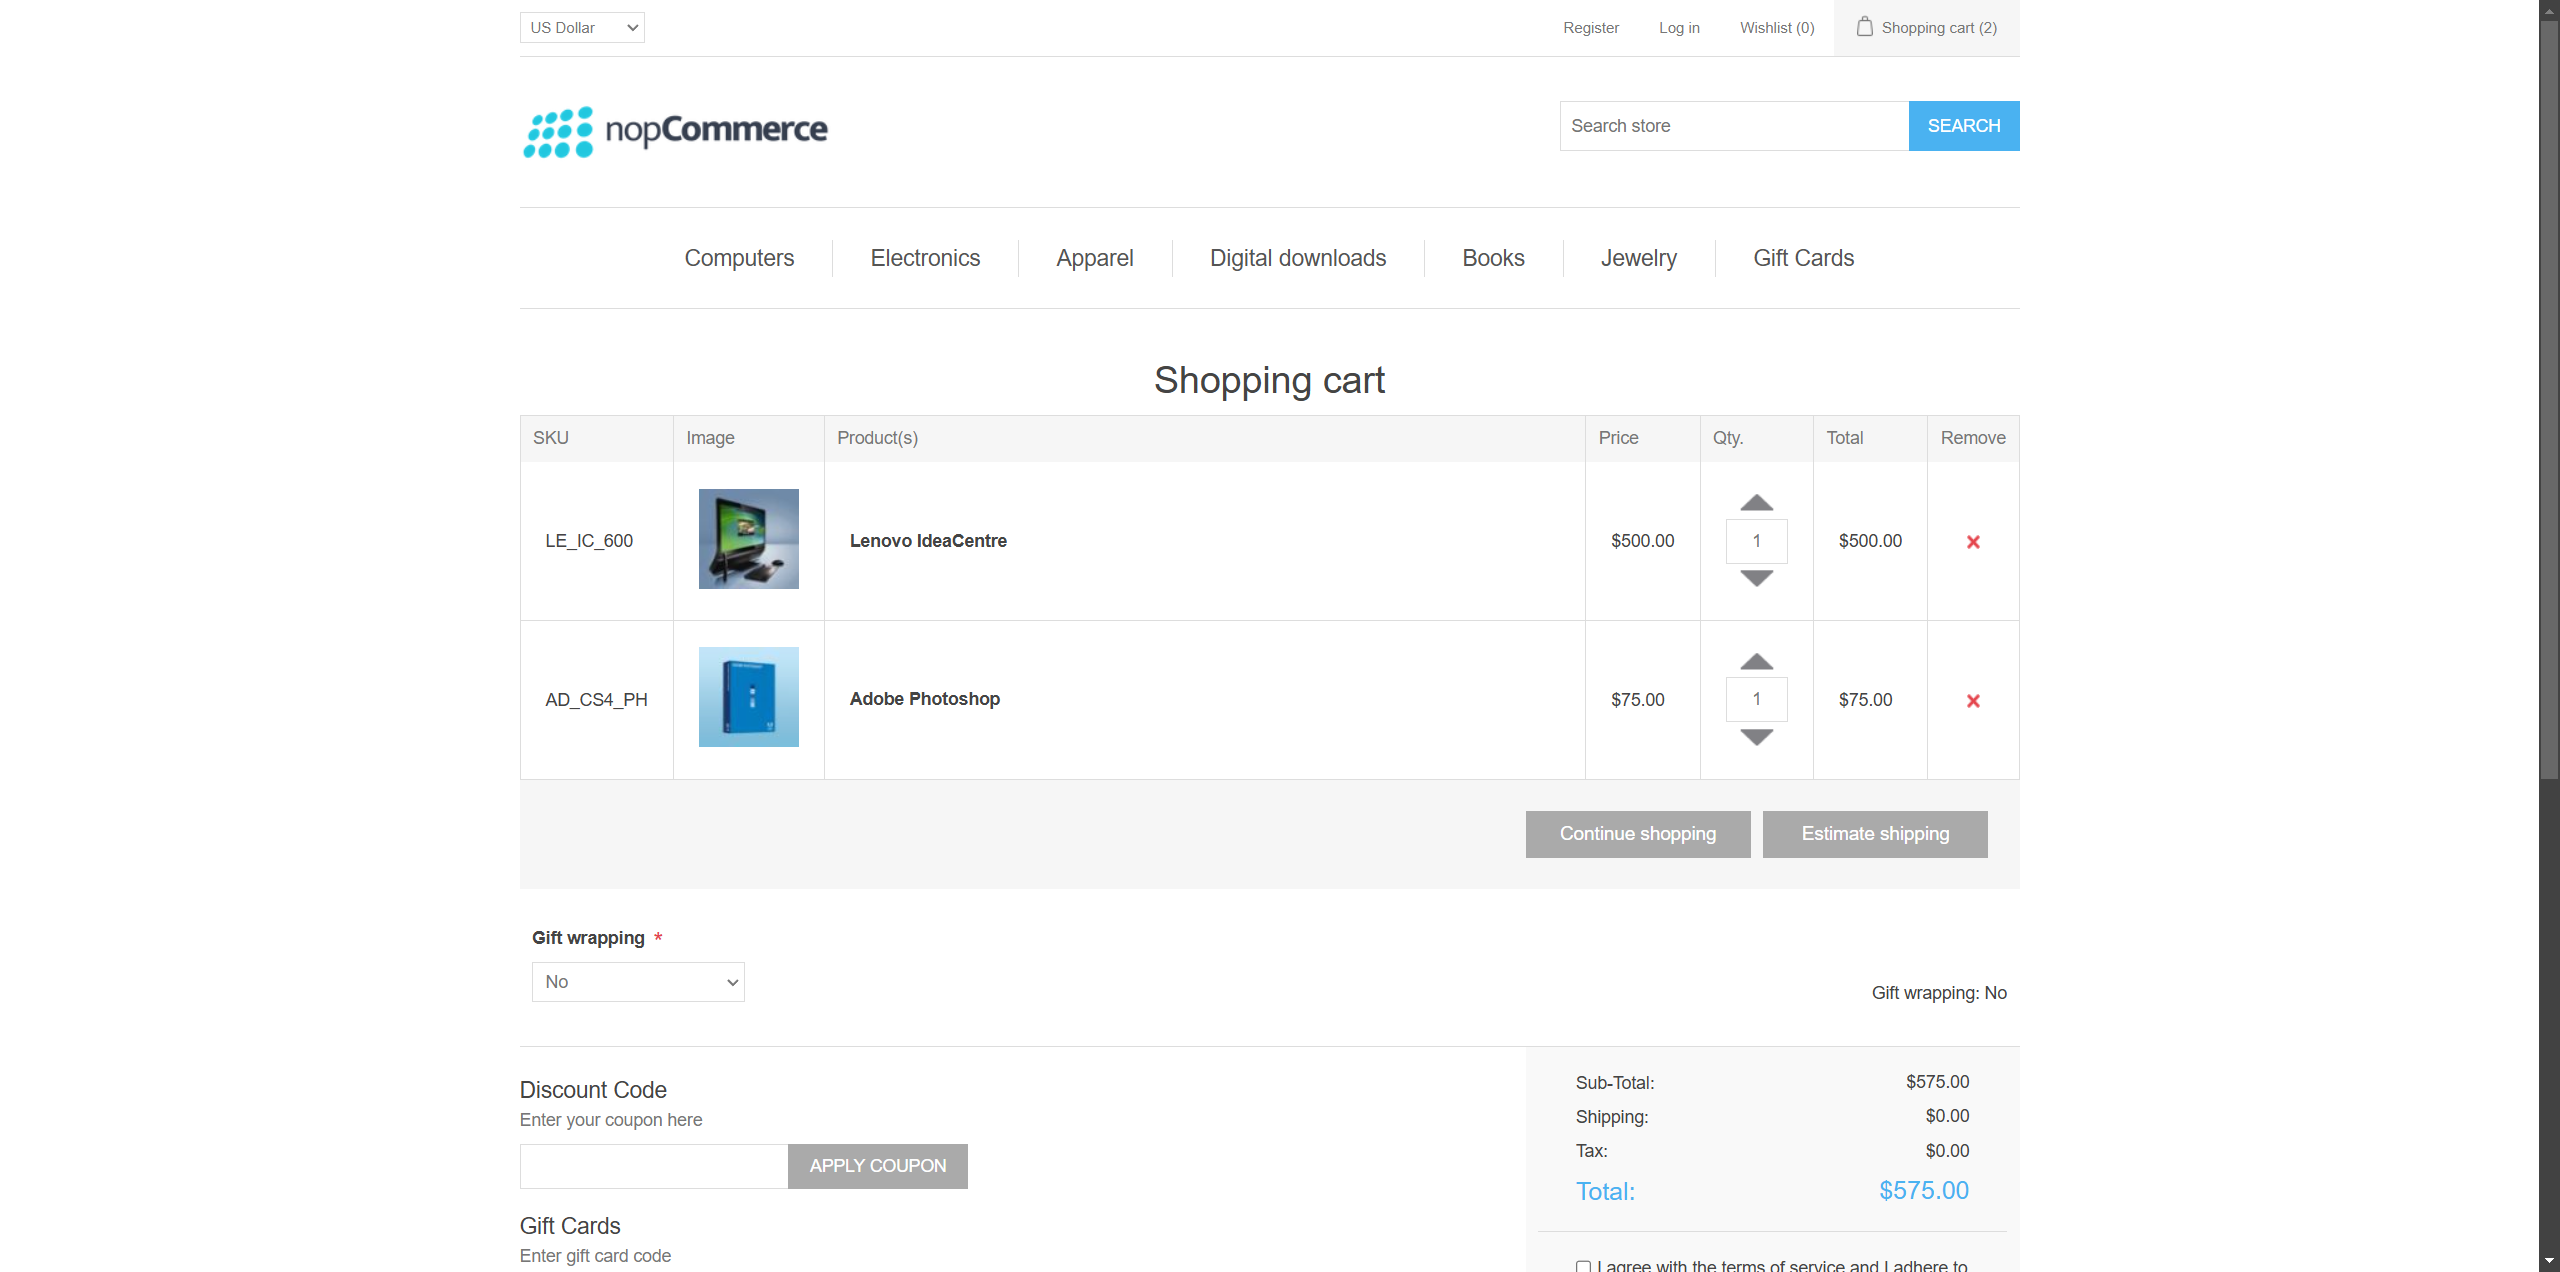 US Dollar
Register
Log in
Wishlist (0)
Shopping cart (2)
nopCommerce
Search store
SEARCH
Computers
Electronics
Apparel
Digital downloads
Books
Jewelry
Gift Cards
Shopping cart
SKU
Image
Product(s)
Price
Qty.
Total
Remove
LE_IC_600
Lenovo IdeaCentre
$500.00
1
$500.00
AD_CS4_PH
Adobe Photoshop
$75.00
1
$75.00
Continue shopping
Estimate shipping
Gift wrapping *
No
Gift wrapping: No
Discount Code
Enter your coupon here
APPLY COUPON
Gift Cards
Enter gift card code
Sub-Total: $575.00
Shipping: $0.00
Tax: $0.00
Total: $575.00
I agree with the terms of service and I adhere to